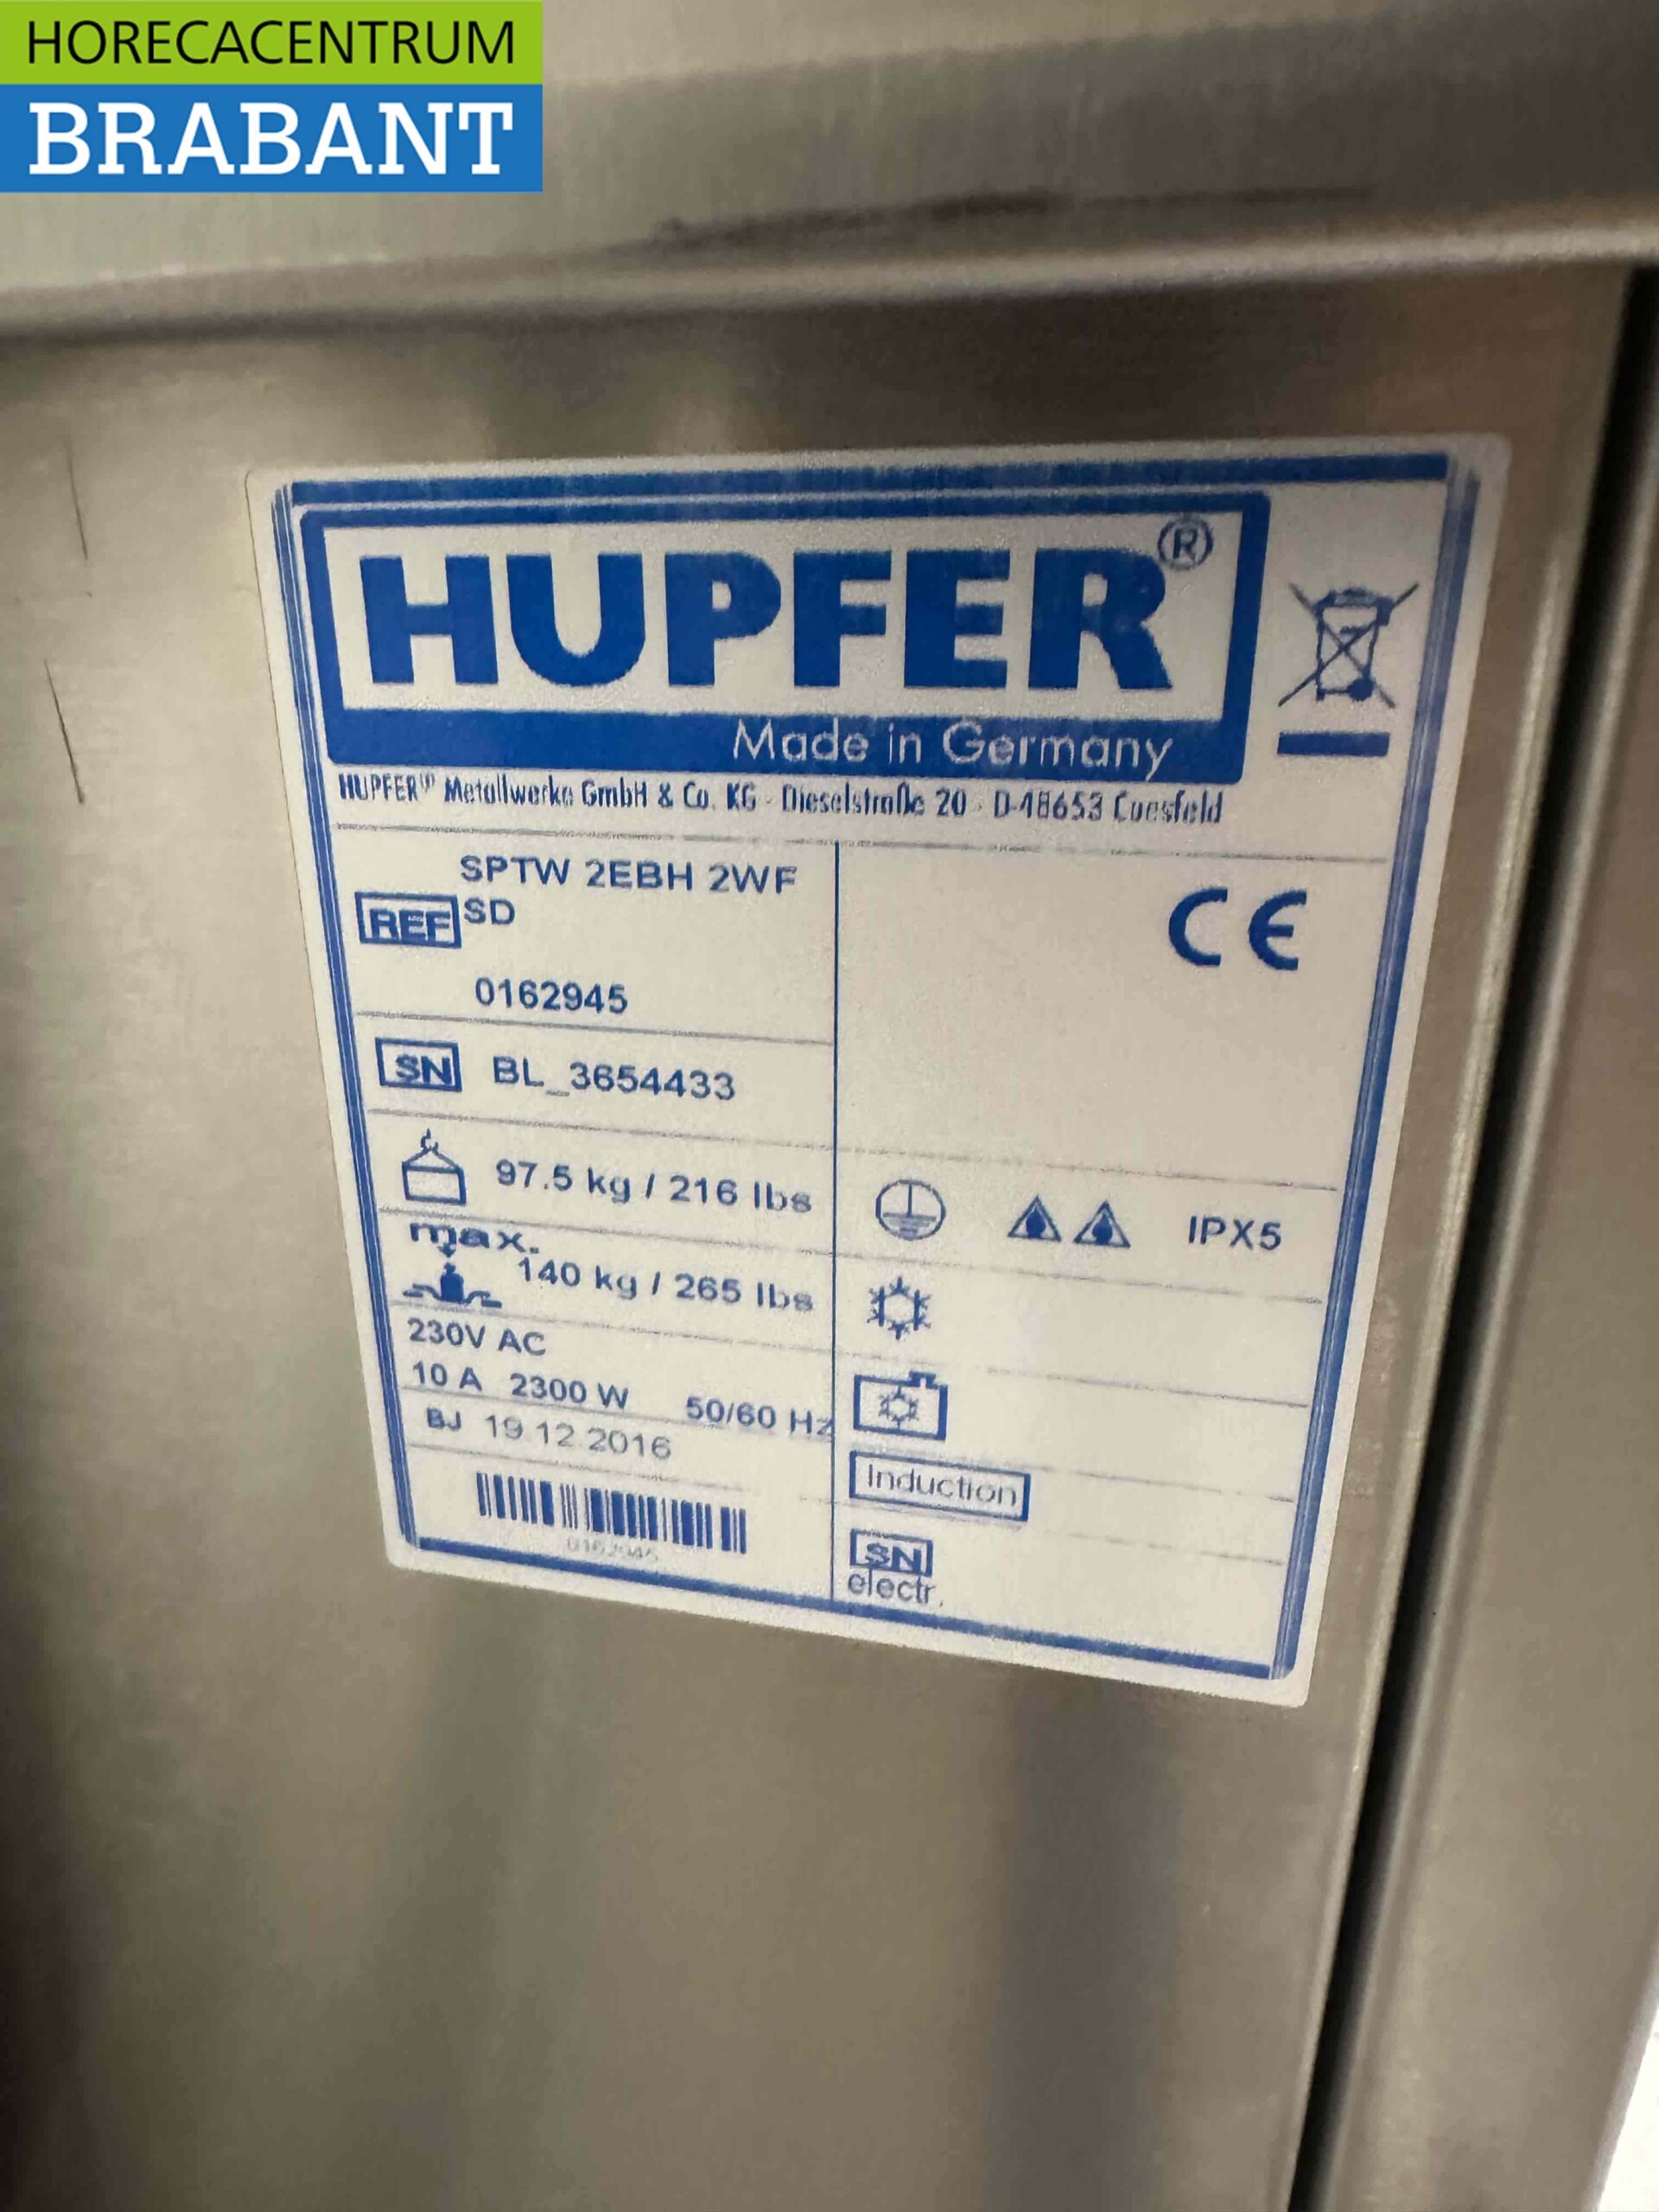 HORECACENTRUM
BRABANT
HUPFER®
Made in Germany
HUPFER® Metallwerke GmbH & Co. KG - Dieselstraße 20 - D-48653 Coesfeld
SPTW 2EBH 2WF
REF SD
0162945
CE
SN BL_3654433
97.5 kg / 216 lbs
IPX5
max.
140 kg / 265 lbs
230V AC
10 A 2300 W 50/60 Hz
BJ 19.12.2016
Induction
0162945
SN
electr.